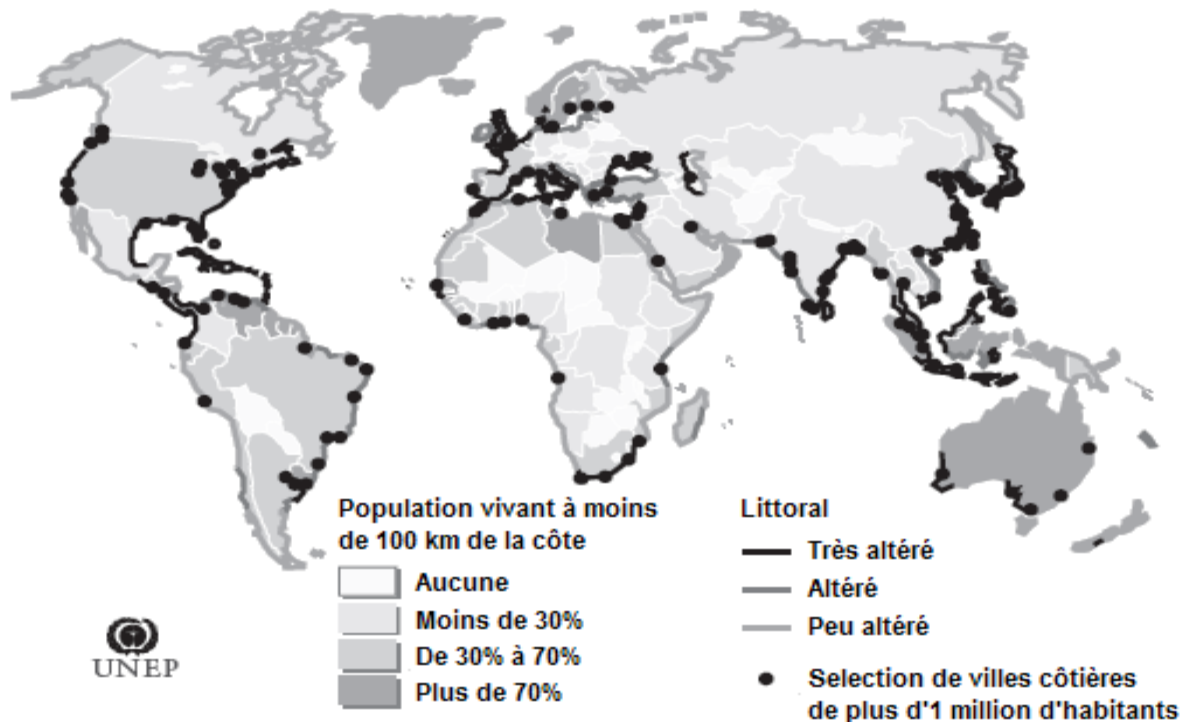 Population vivant à moins
de 100 km de la côte
Aucune
Moins de 30%
De 30% à 70%
Plus de 70%
Littoral
Très altéré
Altéré
Peu altéré
Selection de villes côtières
de plus d'1 million d'habitants
UNEP